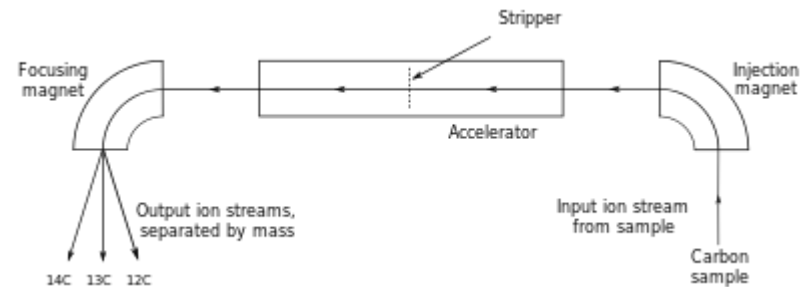 Stripper
Focusing
magnet
Injection
magnet
Accelerator
Output ion streams,
separated by mass
Input ion stream
from sample
Carbon
sample
14C 13C 12C